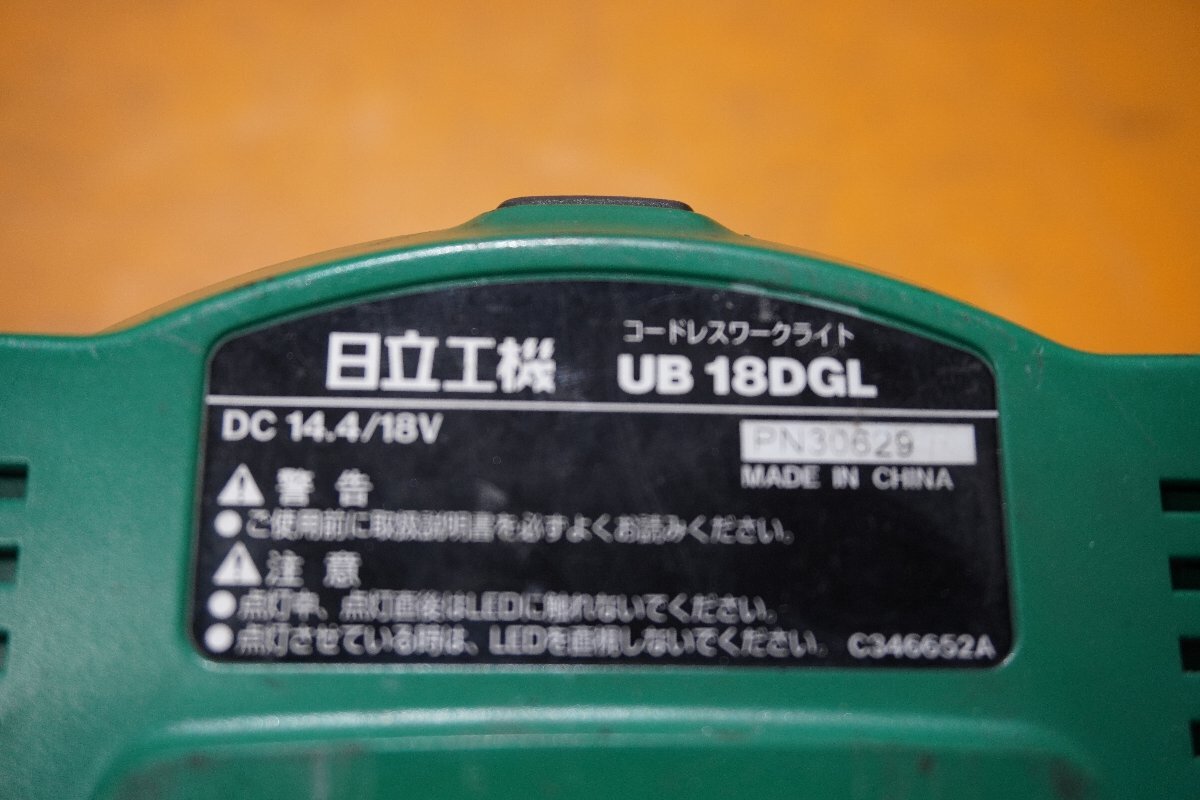 日立工機
コードレスワークライト
UB 18DGL
DC 14.4/18V
PN30629
MADE IN CHINA
警告
●ご使用前に取扱説明書を必ずよくお読みください。
注意
●点灯中、点灯直後はLEDに触れないでください。
●点灯させている時は、LEDを直視しないでください。
C346652A